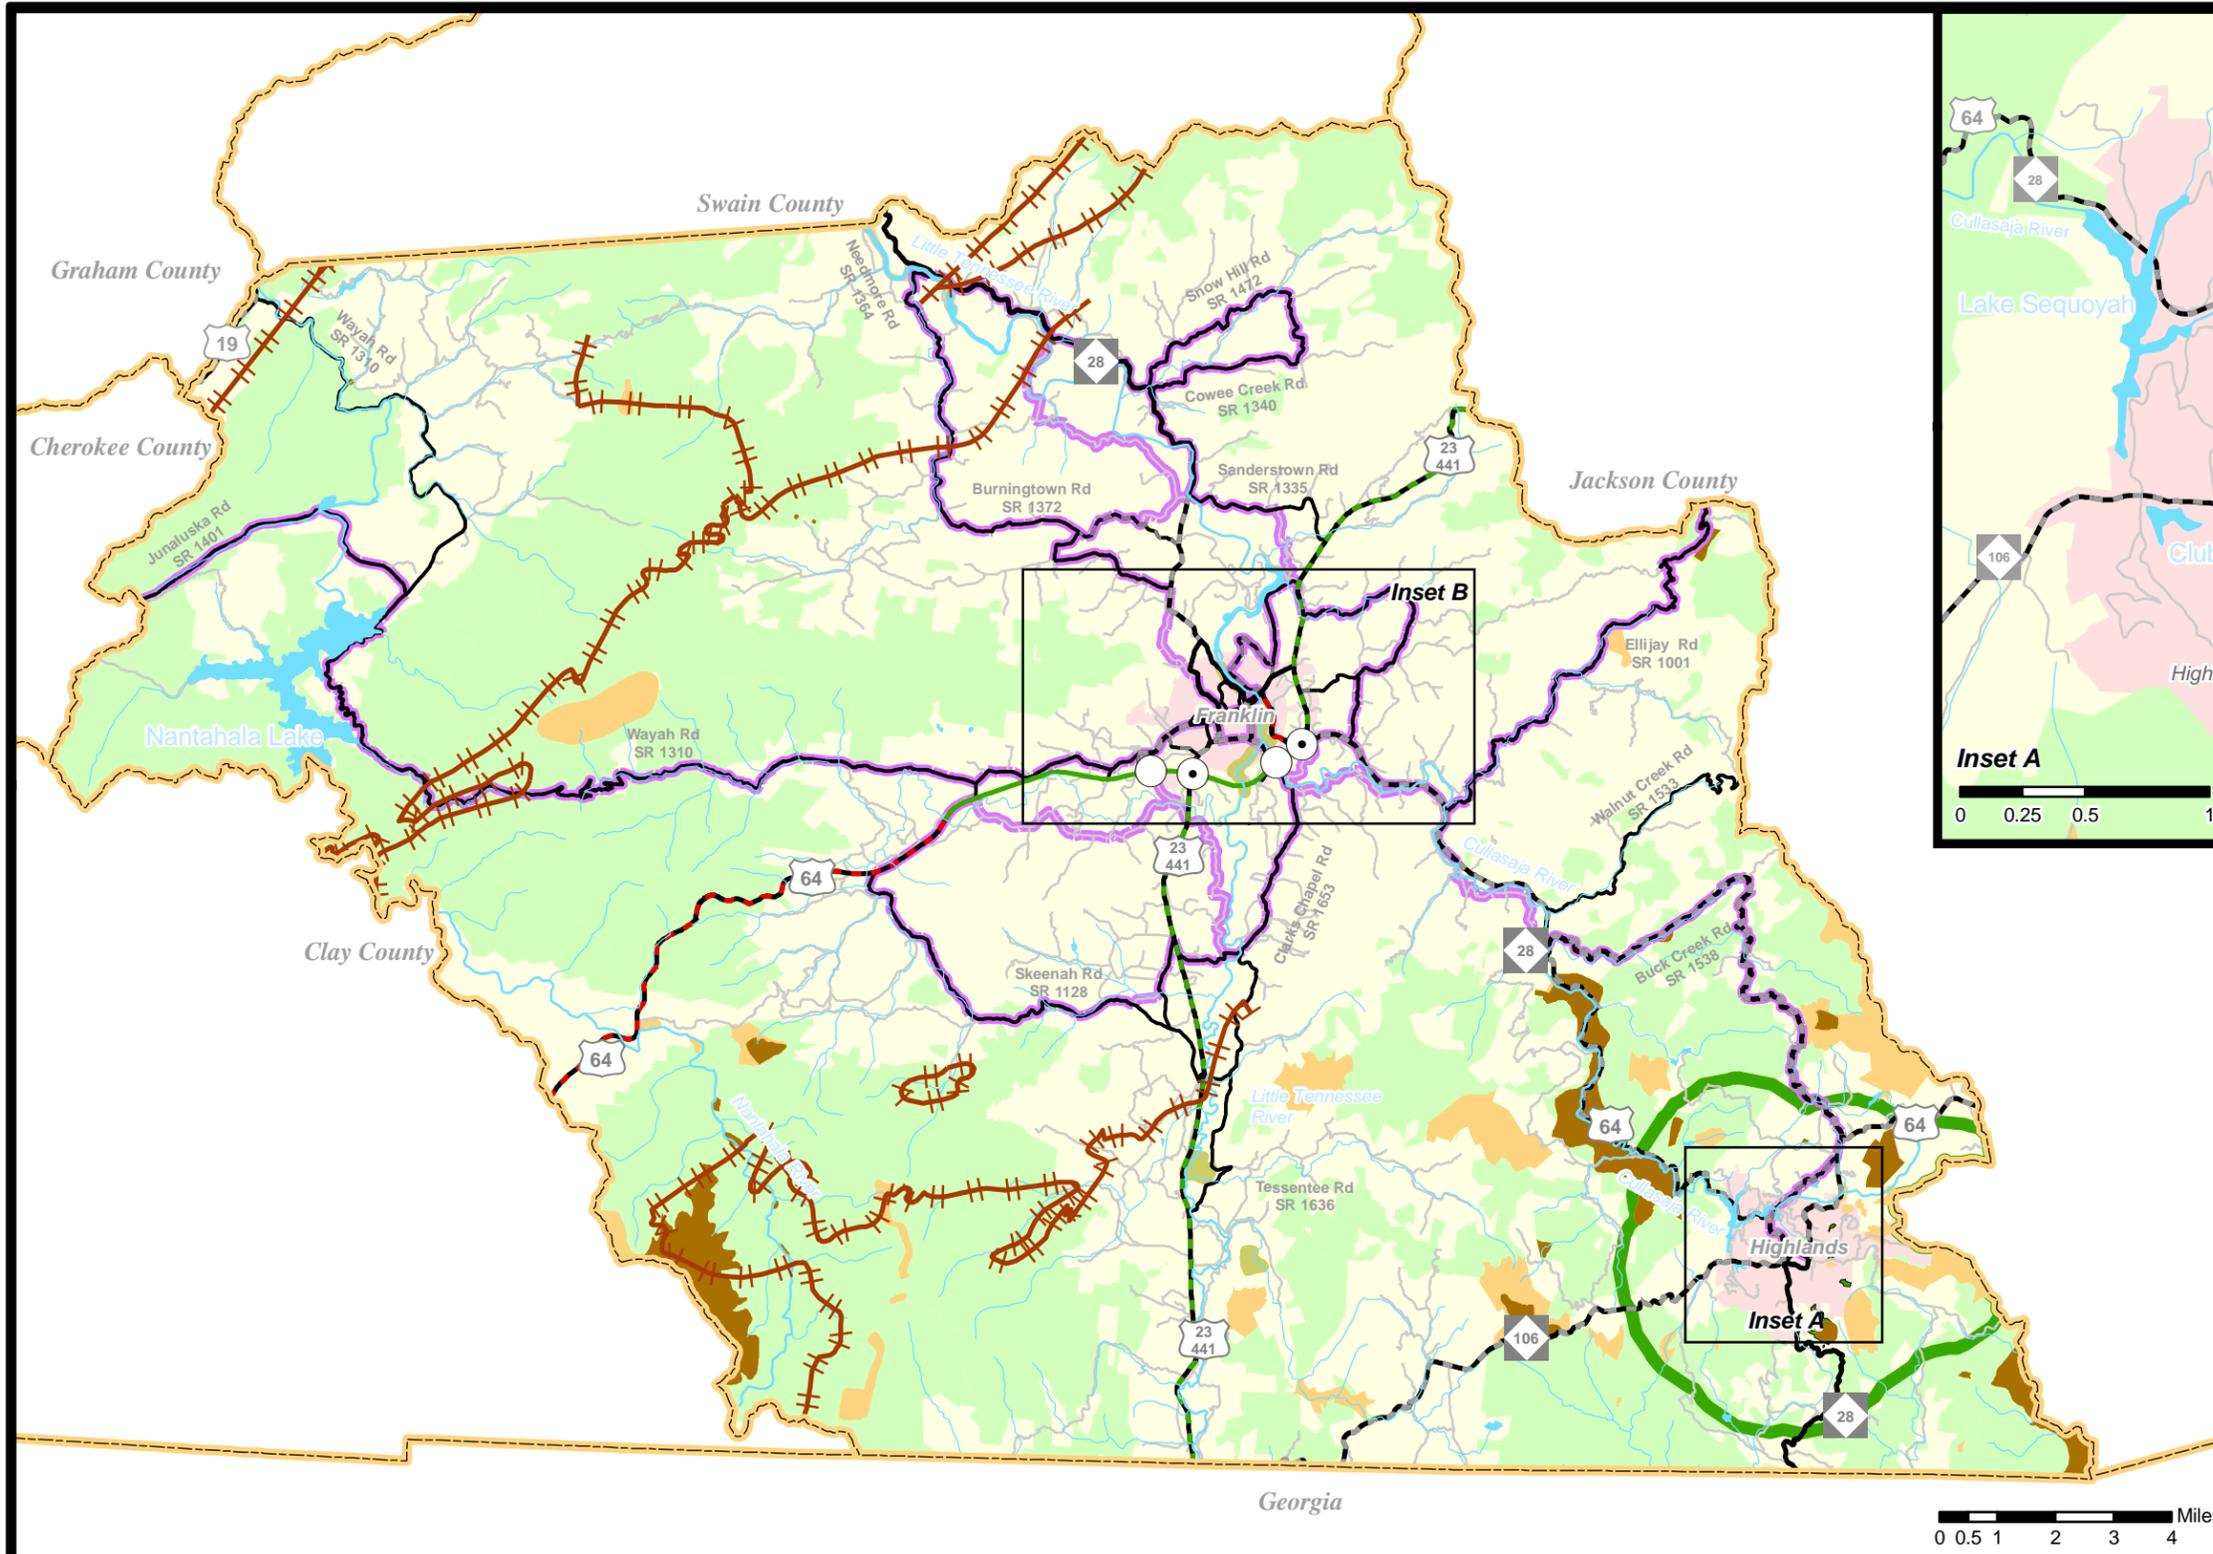 Swain County
Graham County
Cherokee County
Clay County
Jackson County
Georgia
19
Wayah Rd
SR 1310
Needmore Rd
SR 1364
Little Tennessee River
Snow Hill Rd
SR 1472
28
Cowee Creek Rd
SR 1340
23
441
Sanderstown Rd
SR 1335
Burningtown Rd
SR 1372
Junaluska Rd
SR 1401
Inset B
Ellijay Rd
SR 1001
Nantahala Lake
Wayah Rd
SR 1310
Franklin
Walnut Creek Rd
SR 1533
23
441
64
Cullasaja River
Clarks Chapel Rd
SR 1653
28
Buck Creek Rd
SR 1538
Skeenah Rd
SR 1128
64
Nantahala River
Little Tennessee
River
64
64
Tessentee Rd
SR 1636
Cullasaja River
Highlands
Inset A
23
441
106
28
64
28
Cullasaja River
Lake Sequoyah
106
Club
High
Inset A
0 0.25 0.5 1
Mile
0 0.5 1 2 3 4